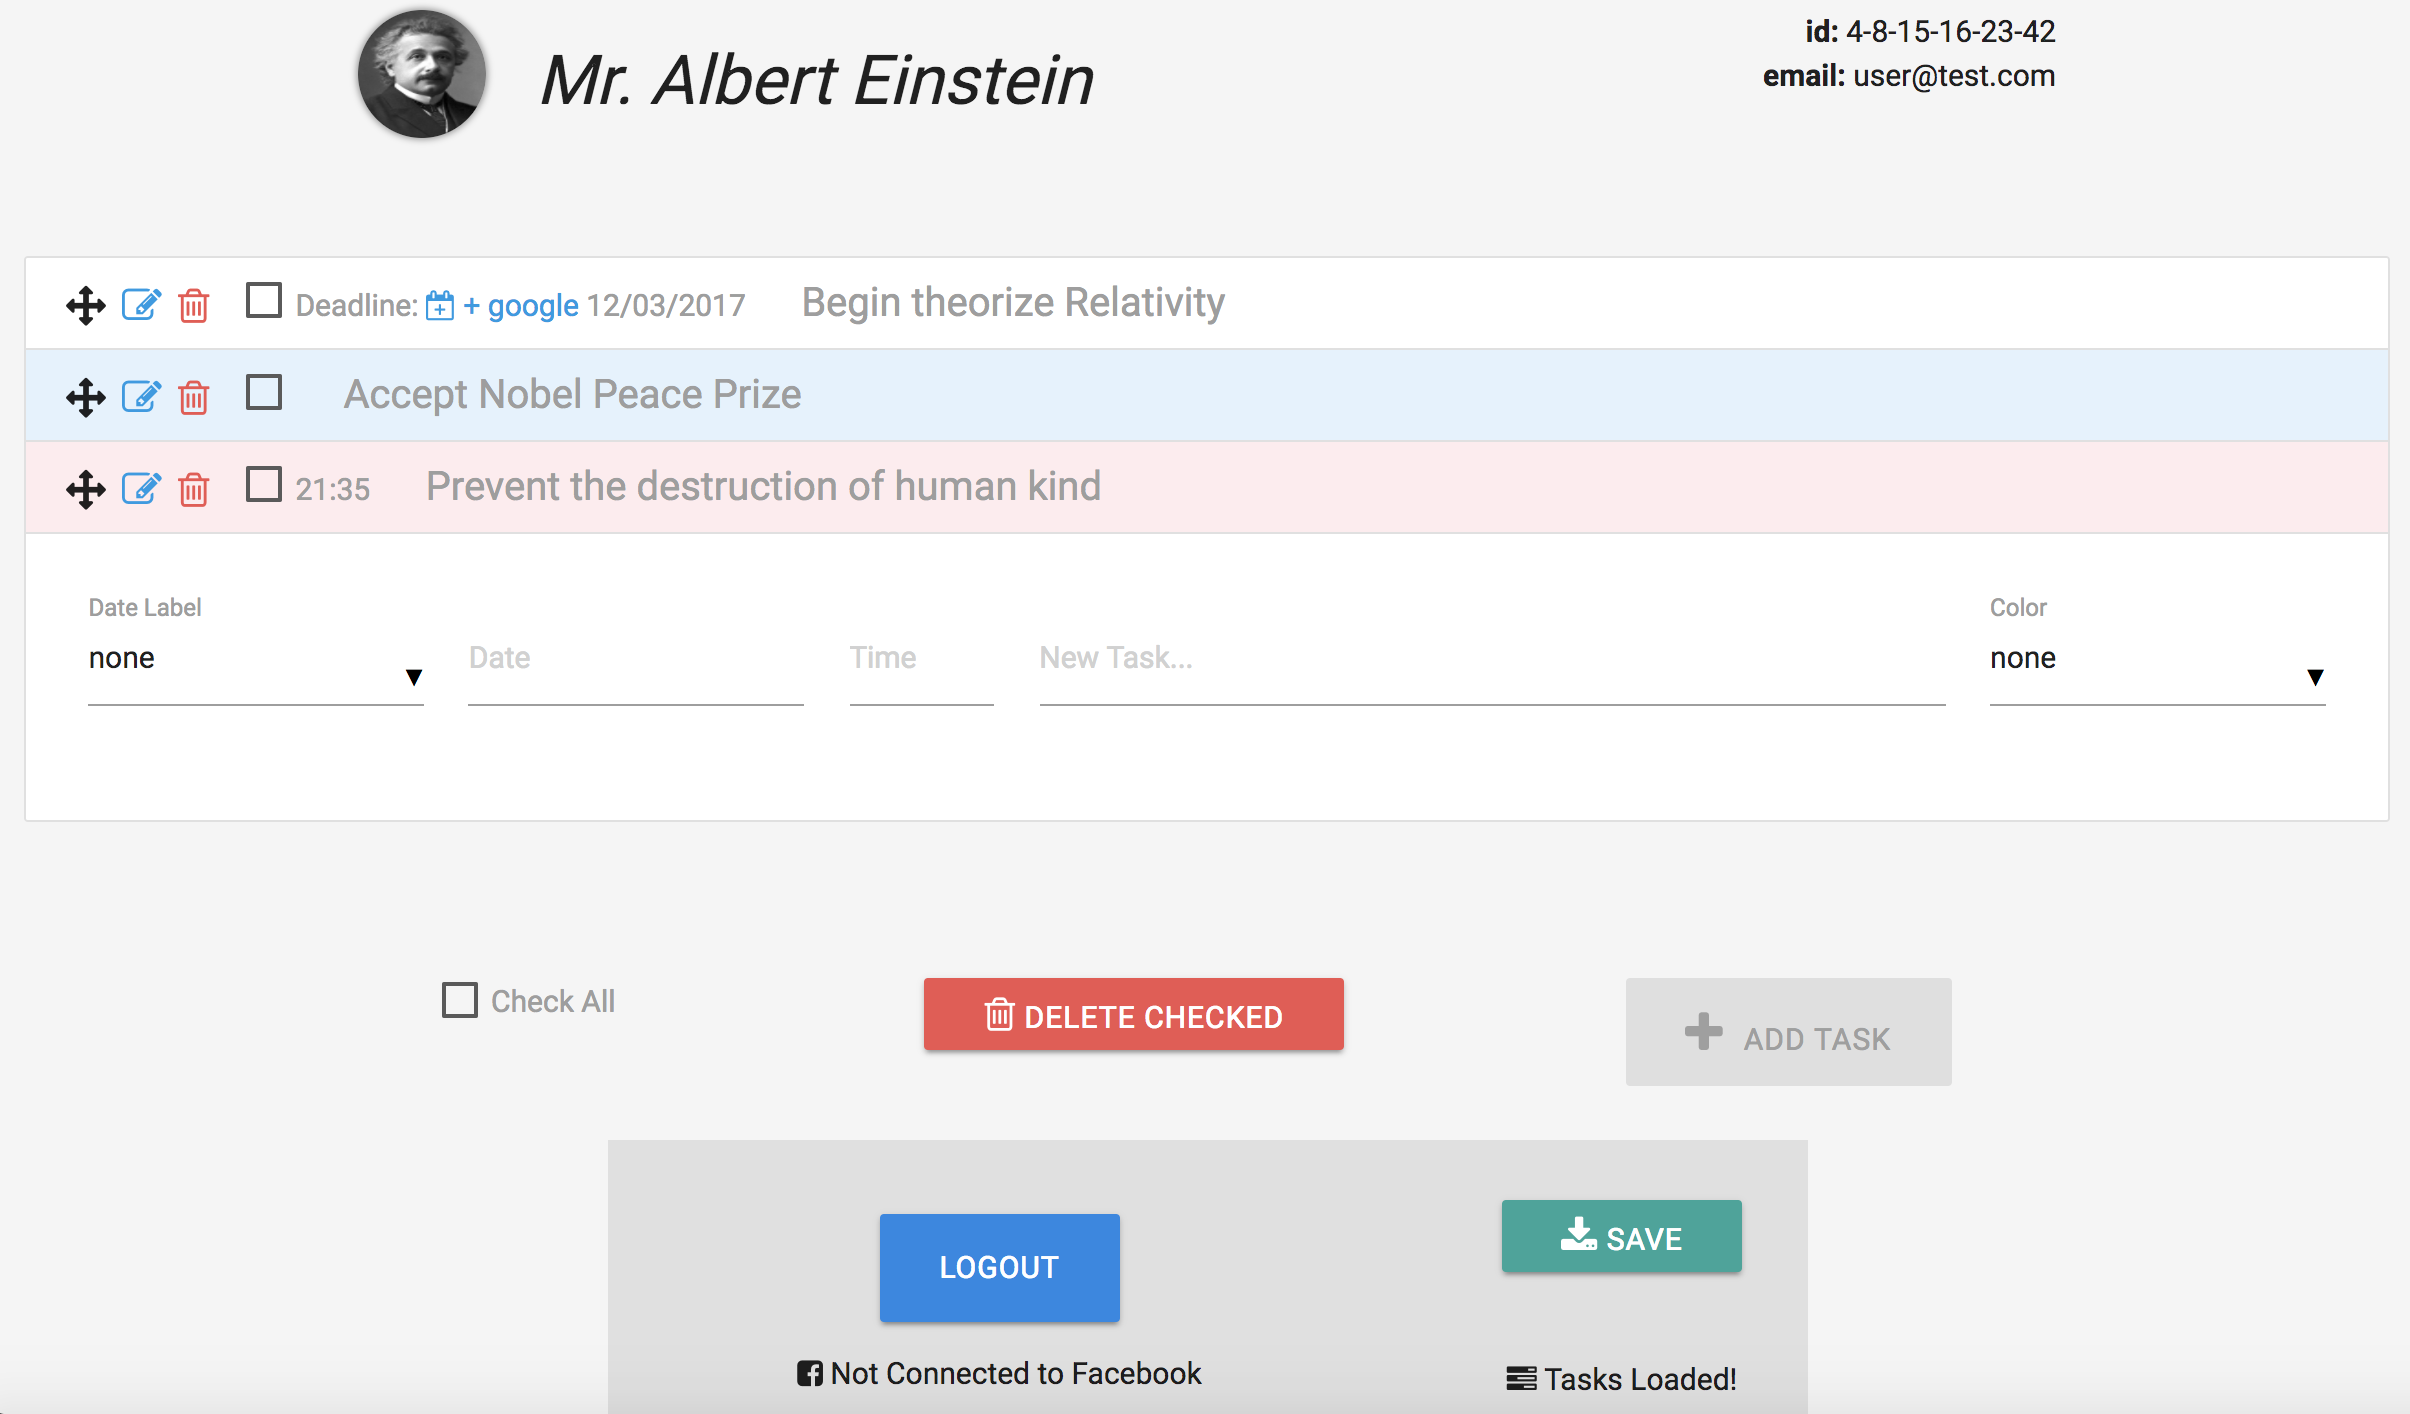 Mr. Albert Einstein
id: 4-8-15-16-23-42
email: user@test.com
Deadline: + google 12/03/2017 Begin theorize Relativity
Accept Nobel Peace Prize
21:35 Prevent the destruction of human kind
Date Label
Color
none Date Time New Task... none
Check All
DELETE CHECKED
ADD TASK
LOGOUT
SAVE
Not Connected to Facebook
Tasks Loaded!